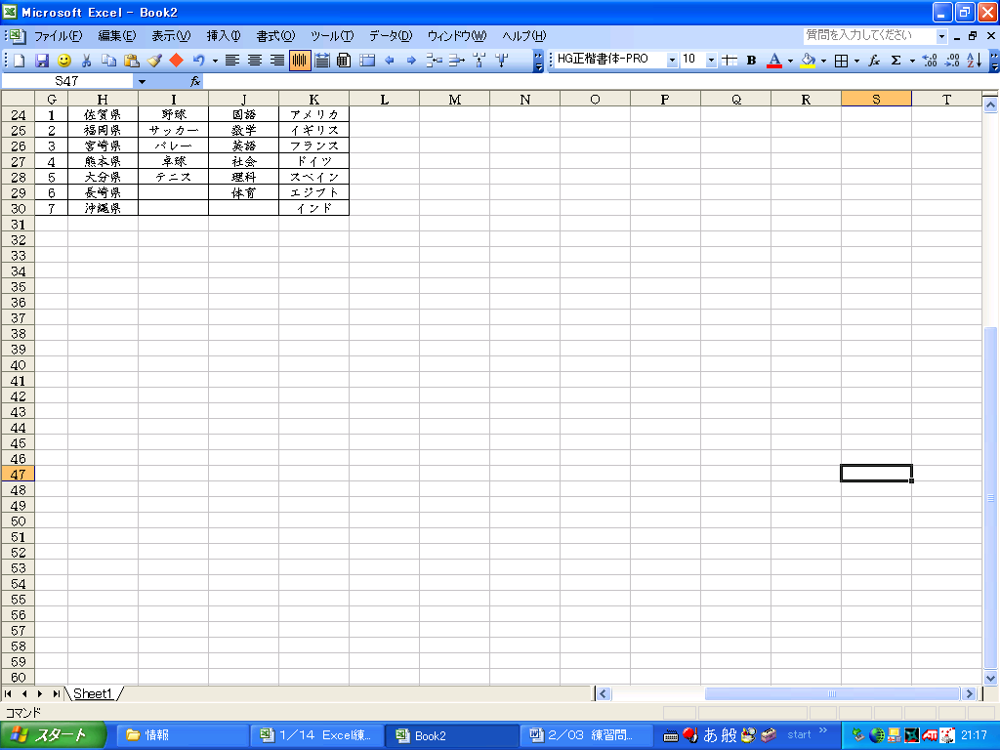 Microsoft Excel - Book2
ファイル(F) 編集(E) 表示(V) 挿入(I) 書式(O) ツール(T) データ(D) ウィンドウ(W) ヘルプ(H) 質問を入力してください
HG正楷書体-PRO 10 B A fx Σ
S47 fx
G H I J K L M N O P Q R S T
24 1 佐賀県 野球 国語 アメリカ
25 2 福岡県 サッカー 数学 イギリス
26 3 宮崎県 バレー 英語 フランス
27 4 熊本県 卓球 社会 ドイツ
28 5 大分県 テニス 理科 スペイン
29 6 長崎県 体育 エジプト
30 7 沖縄県 インド
31
32
33
34
35
36
37
38
39
40
41
42
43
44
45
46
47
48
49
50
51
52
53
54
55
56
57
58
59
60
Sheet1
コマンド
スタート 情報 1/14 Excel練... Book2 2/03 練習問... あ 般 start 21:17